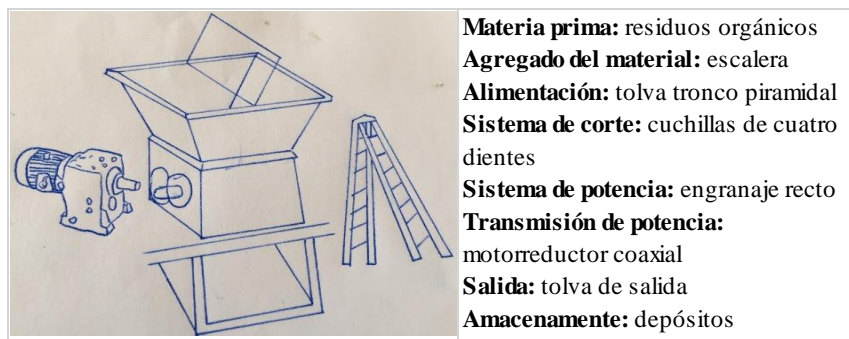 Materia prima: residuos orgánicos
Agregado del material: escalera
Alimentación: tolva tronco piramidal
Sistema de corte: cuchillas de cuatro
dientes
Sistema de potencia: engranaje recto
Transmisión de potencia:
motorreductor coaxial
Salida: tolva de salida
Amacenamente: depósitos